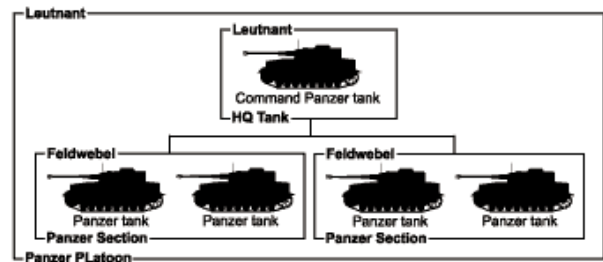 Leutnant
Leutnant
Command Panzer tank
HQ Tank
Feldwebel
Panzer tank Panzer tank
Panzer Section
Feldwebel
Panzer tank Panzer tank
Panzer Section
Panzer PLatoon